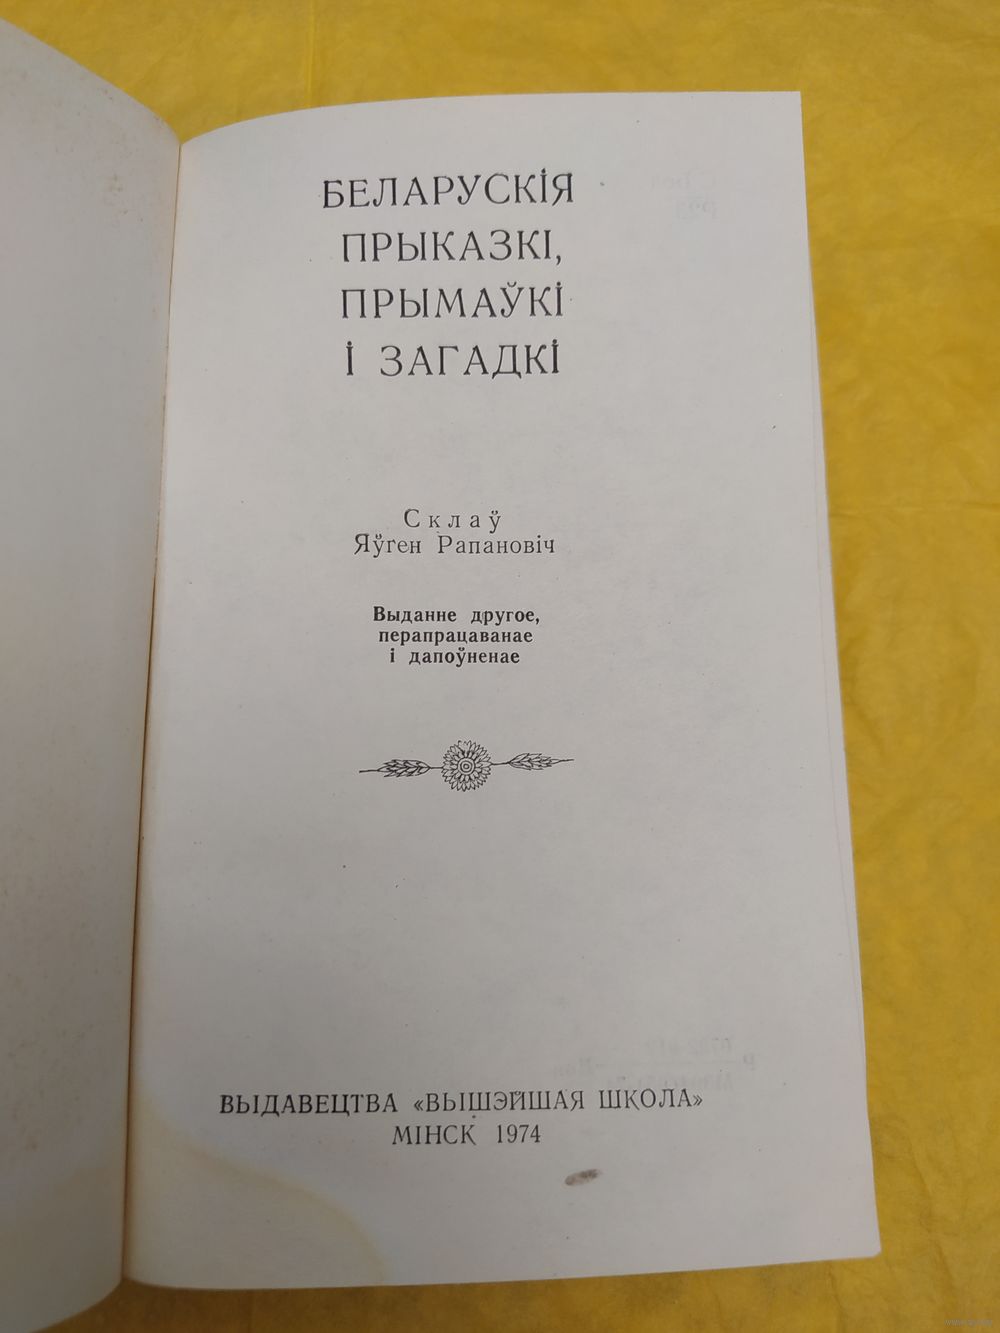 БЕЛАРУСКІЯ
ПРЫКАЗКІ,
ПРЫМАЎКІ
І ЗАГАДКІ
Склаў
Яўген Рапановіч
Выданне другое,
перапрацаванае
і дапоўненае
ВЫДАВЕЦТВА «ВЫШЭЙШАЯ ШКОЛА»
МІНСК 1974